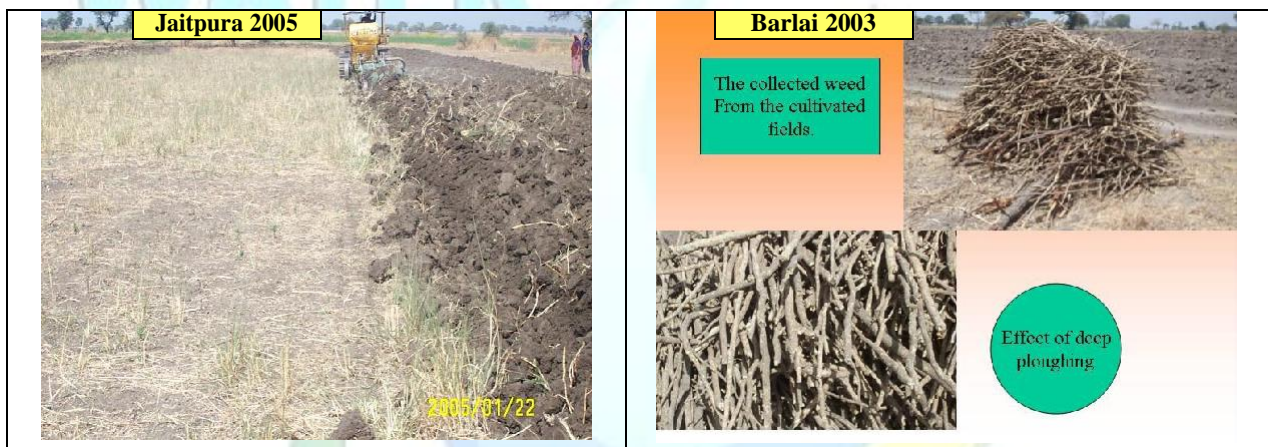 Jaitpura 2005
2005/01/22
Barlai 2003
The collected weed
From the cultivated
fields.
Effect of deep
ploughing